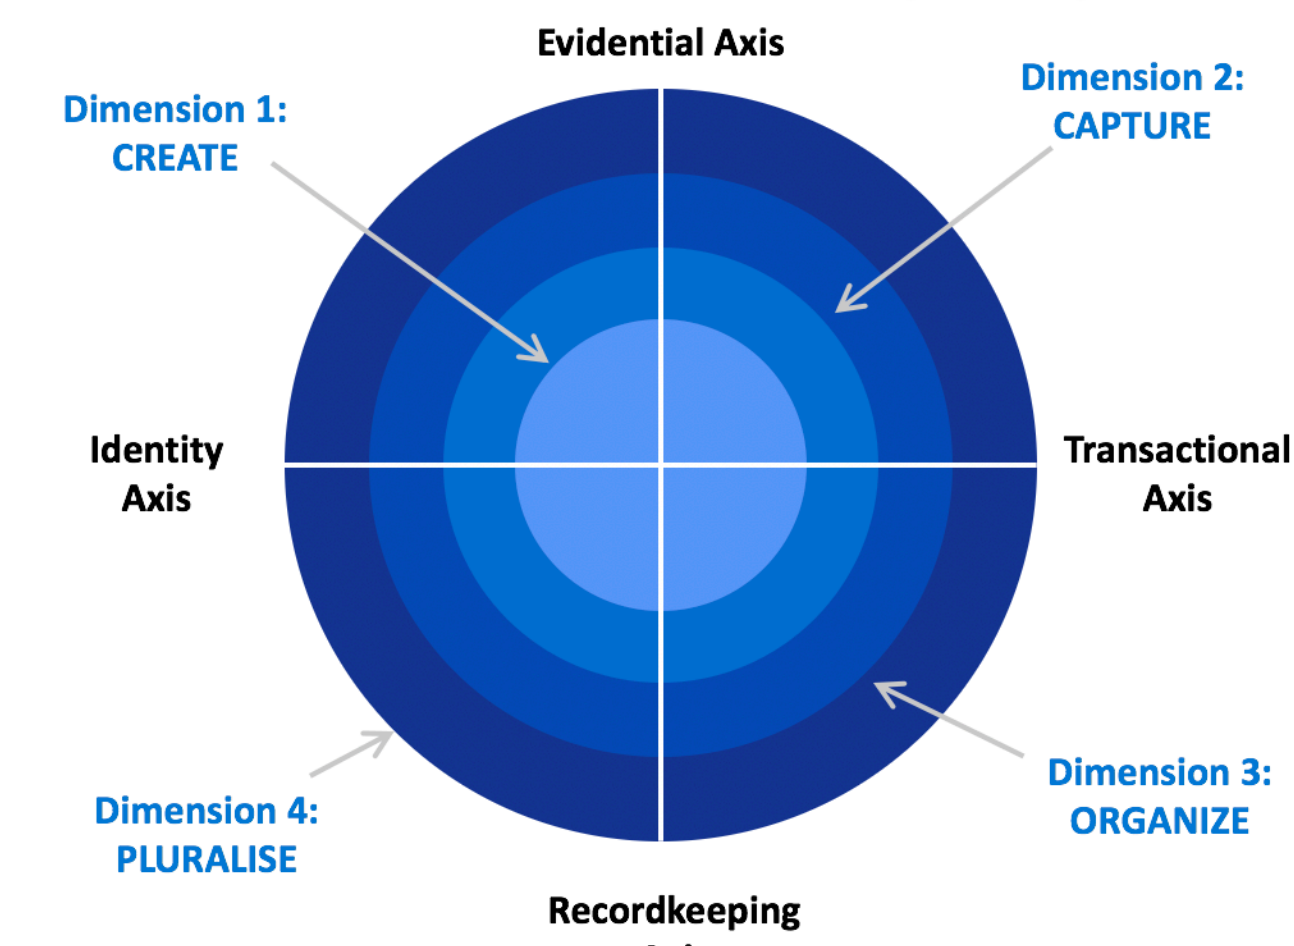 Evidential Axis
Dimension 1:
CREATE
Dimension 2:
CAPTURE
Identity
Axis
Transactional
Axis
Dimension 4:
PLURALISE
Dimension 3:
ORGANIZE
Recordkeeping